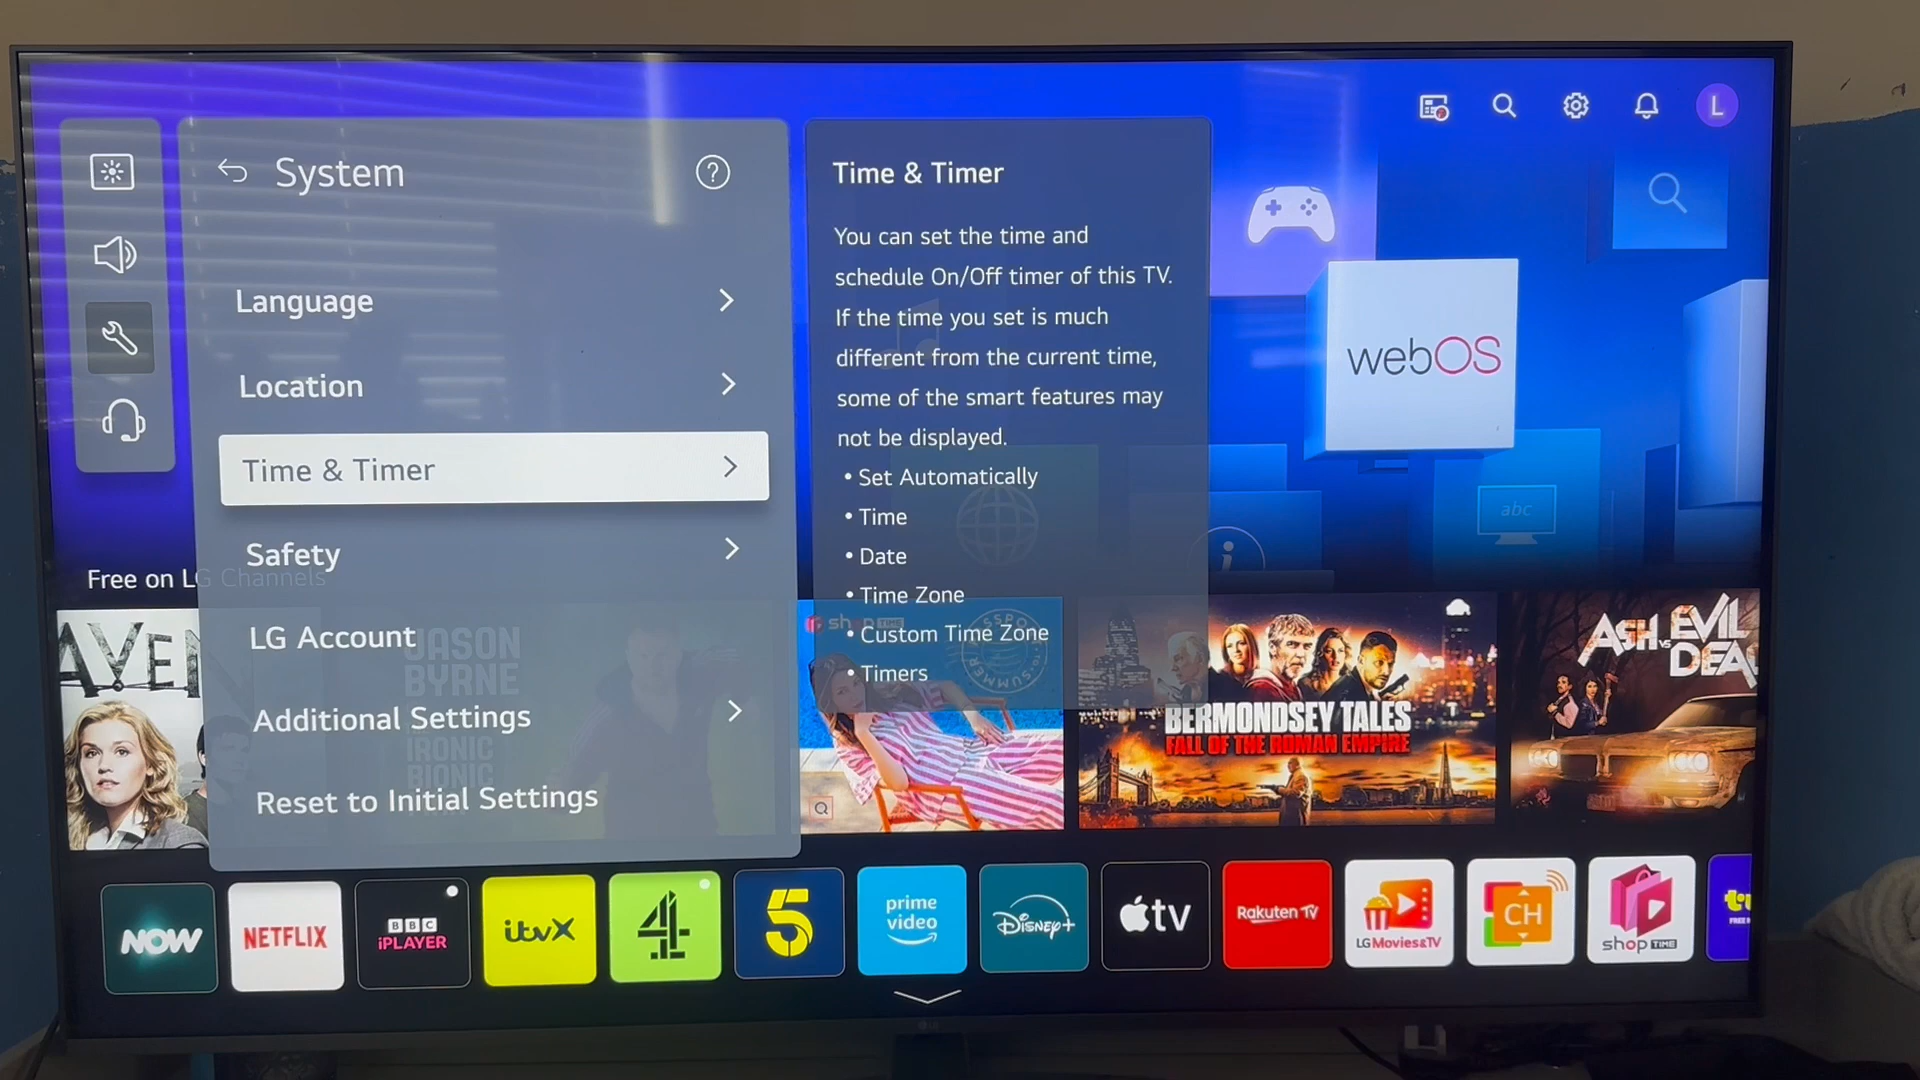 L
System
?
Language
Location
Time & Timer
Safety
LG Account
Additional Settings
Reset to Initial Settings
Time & Timer
You can set the time and
schedule On/Off timer of this TV.
If the time you set is much
different from the current time,
some of the smart features may
not be displayed.
• Set Automatically
• Time
• Date
• Time Zone
• Custom Time Zone
• Timers
webOS
abc
i
Free on LG Channels
AVEN
JASON
BYRNE
IRONIC
BIONIC
SUMMER
BERMONDSEY TALES
FALL OF THE ROMAN EMPIRE
ASH VS EVIL
DEA
NOW
NETFLIX
BBC
iPLAYER
itvX
4
5
prime
video
Disney+
tv
Rakuten TV
LG Movies&TV
CH
shop TIME
LG